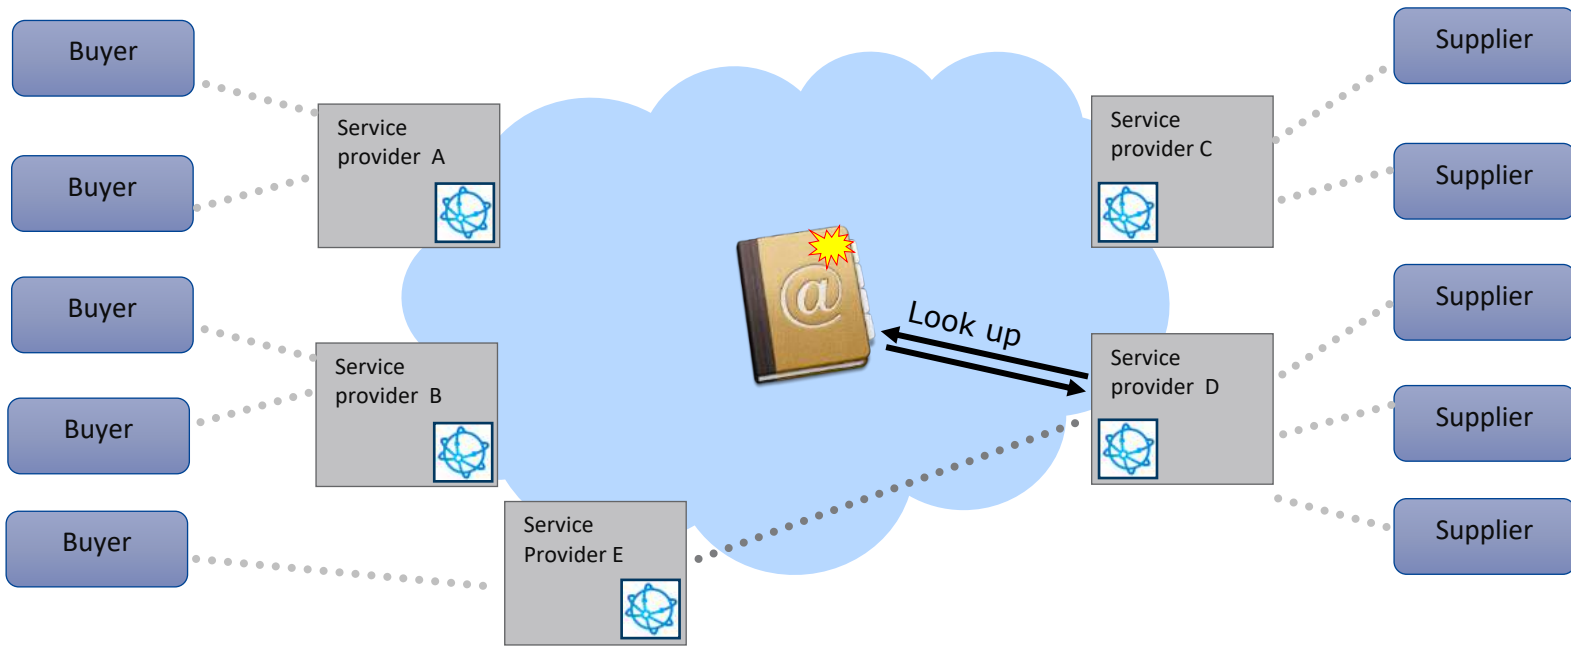 Buyer
Buyer
Buyer
Buyer
Buyer
Service
provider A
Service
provider B
Service
Provider E
@
Look up
Service
provider C
Service
provider D
Supplier
Supplier
Supplier
Supplier
Supplier